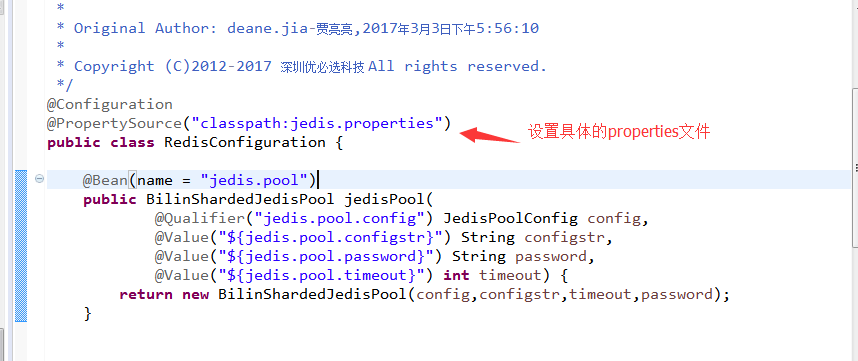 *
* Original Author: deane.jia-贾亮亮,2017年3月3日下午5:56:10
*
* Copyright (C)2012-2017 深圳优必选科技 All rights reserved.
*/
@Configuration
@PropertySource("classpath:jedis.properties")
设置具体的properties文件
public class RedisConfiguration {
@Bean(name = "jedis.pool")
public BilinShardedJedisPool jedisPool(
@Qualifier("jedis.pool.config") JedisPoolConfig config,
@Value("${jedis.pool.configstr}") String configstr,
@Value("${jedis.pool.password}") String password,
@Value("${jedis.pool.timeout}") int timeout) {
return new BilinShardedJedisPool(config,configstr,timeout,password);
}